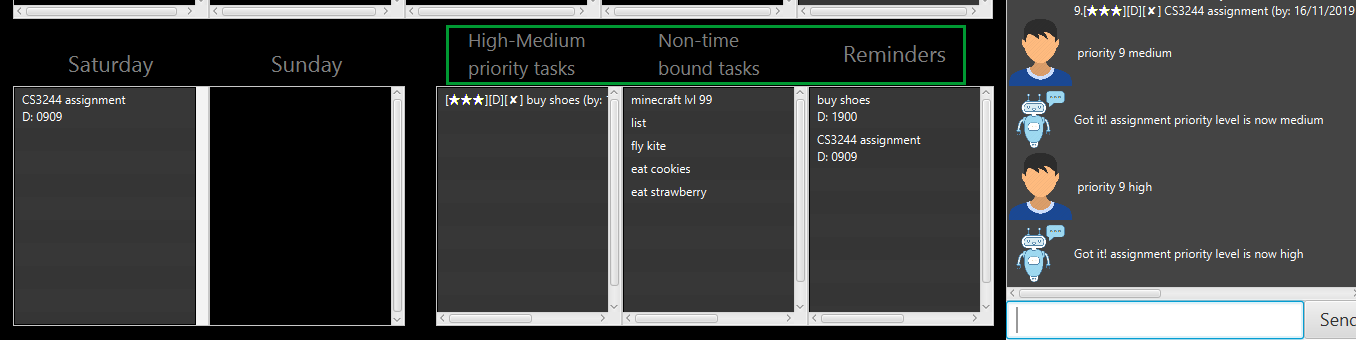 Saturday
Sunday
High-Medium
priority tasks
Non-time
bound tasks
Reminders
CS3244 assignment
D: 0909
[★★★][D][✘] buy shoes (by:
minecraft lvl 99
list
fly kite
eat cookies
eat strawberry
buy shoes
D: 1900
CS3244 assignment
D: 0909
9.[★★★][D][✘] CS3244 assignment (by: 16/11/2019
priority 9 medium
Got it! assignment priority level is now medium
priority 9 high
Got it! assignment priority level is now high
Send